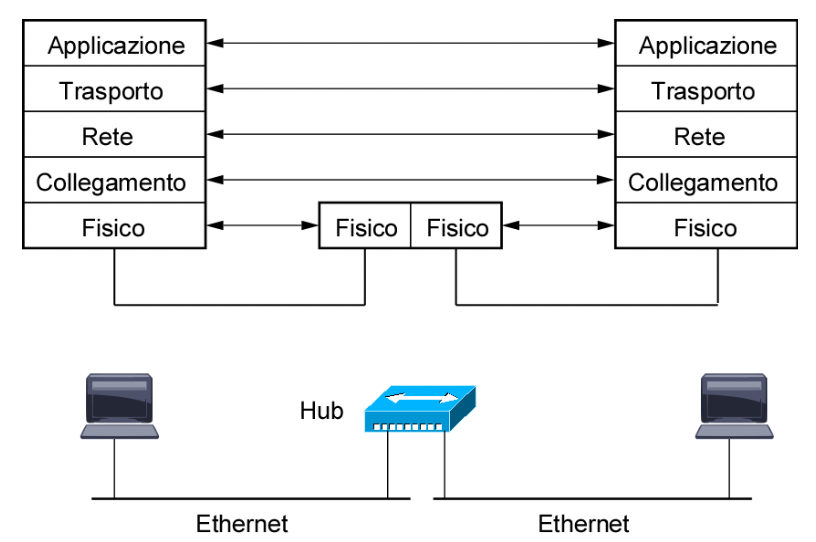 Applicazione
Applicazione
Trasporto
Trasporto
Rete
Rete
Collegamento
Collegamento
Fisico
Fisico
Fisico
Fisico
Hub
Ethernet
Ethernet